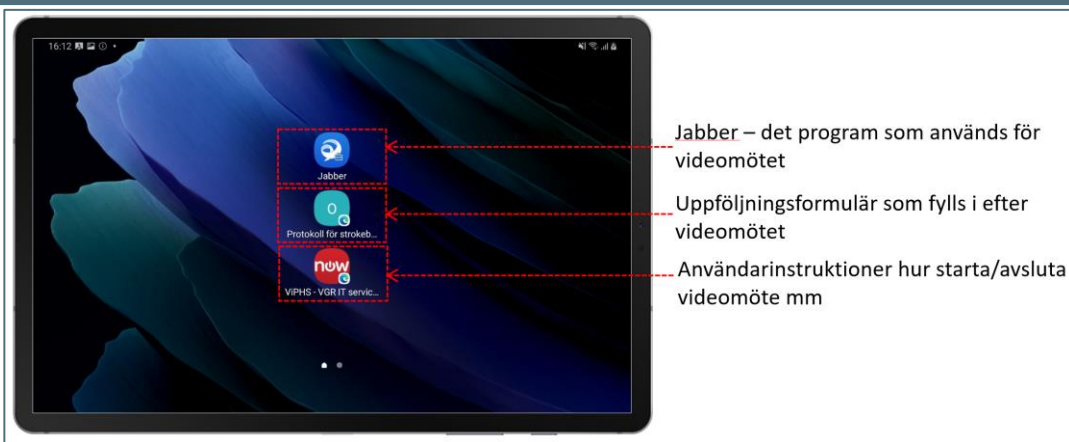 16:12
Jabber – det program som används för
videomötet
Jabber
Uppföljningsformulär som fylls i efter
videomötet
O
Protokoll för strokeb...
Användarinstruktioner hur starta/avsluta
videomöte mm
now
ViPHS - VGR IT servic...